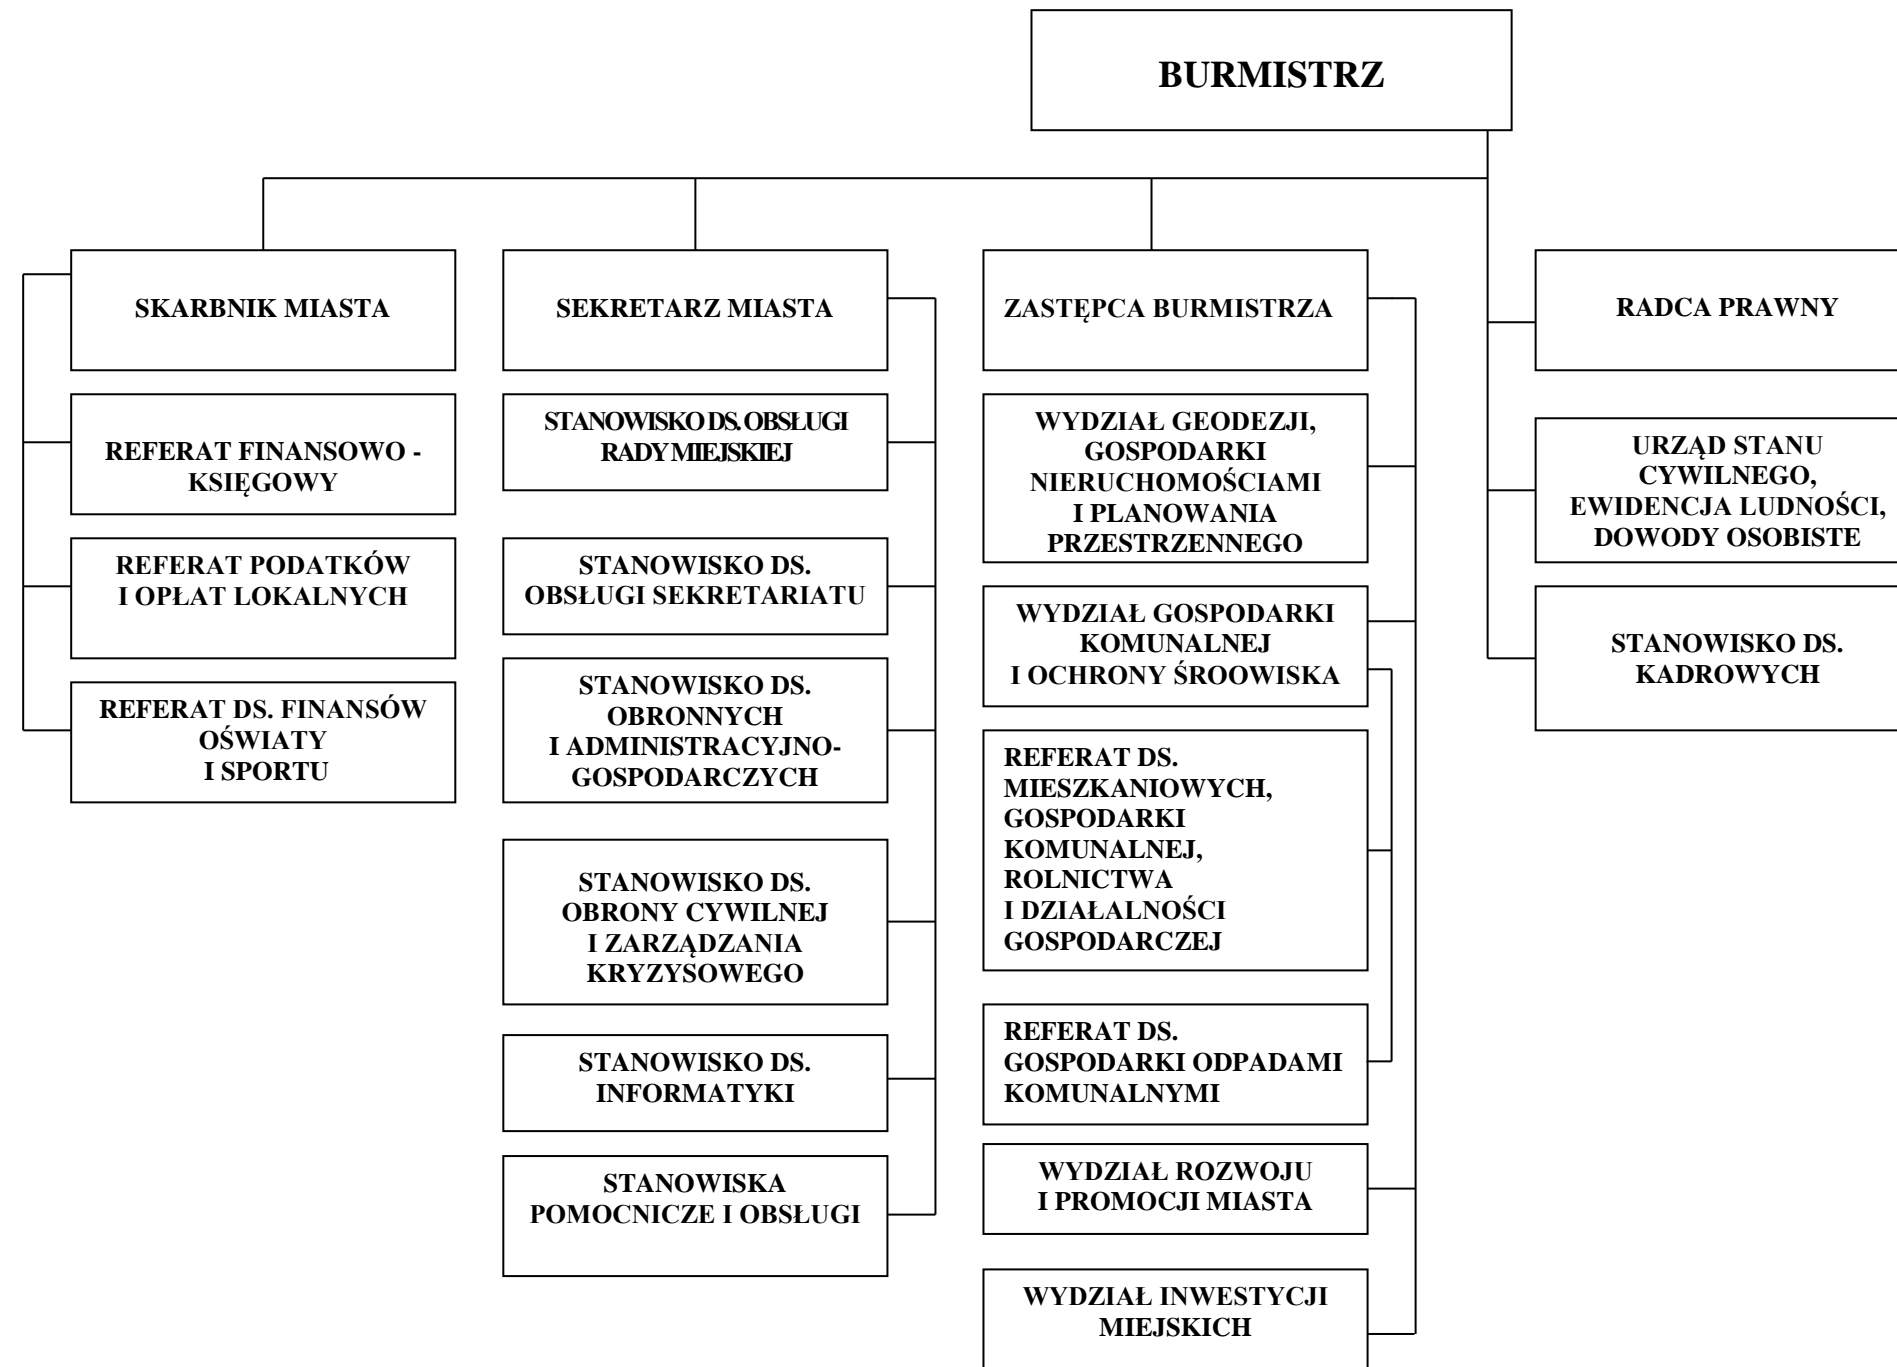 BURMISTRZ
SKARBNIK MIASTA
REFERAT FINANSOWO -
KSIĘGOWY
REFERAT PODATKÓW
I OPŁAT LOKALNYCH
REFERAT DS. FINANSÓW
OŚWIATY
I SPORTU
SEKRETARZ MIASTA
STANOWISKO DS. OBSŁUGI
RADY MIEJSKIEJ
STANOWISKO DS.
OBSŁUGI SEKRETARIATU
STANOWISKO DS.
OBRONNYCH
I ADMINISTRACYJNO-
GOSPODARCZYCH
STANOWISKO DS.
OBRONY CYWILNEJ
I ZARZĄDZANIA
KRYZYSOWEGO
STANOWISKO DS.
INFORMATYKI
STANOWISKA
POMOCNICZE I OBSŁUGI
ZASTĘPCA BURMISTRZA
WYDZIAŁ GEODEZJI,
GOSPODARKI
NIERUCHOMOŚCIAMI
I PLANOWANIA
PRZESTRZENNEGO
WYDZIAŁ GOSPODARKI
KOMUNALNEJ
I OCHRONY ŚROOWISKA
REFERAT DS.
MIESZKANIOWYCH,
GOSPODARKI
KOMUNALNEJ,
ROLNICTWA
I DZIAŁALNOŚCI
GOSPODARCZEJ
REFERAT DS.
GOSPODARKI ODPADAMI
KOMUNALNYMI
WYDZIAŁ ROZWOJU
I PROMOCJI MIASTA
WYDZIAŁ INWESTYCJI
MIEJSKICH
RADCA PRAWNY
URZĄD STANU
CYWILNEGO,
EWIDENCJA LUDNOŚCI,
DOWODY OSOBISTE
STANOWISKO DS.
KADROWYCH